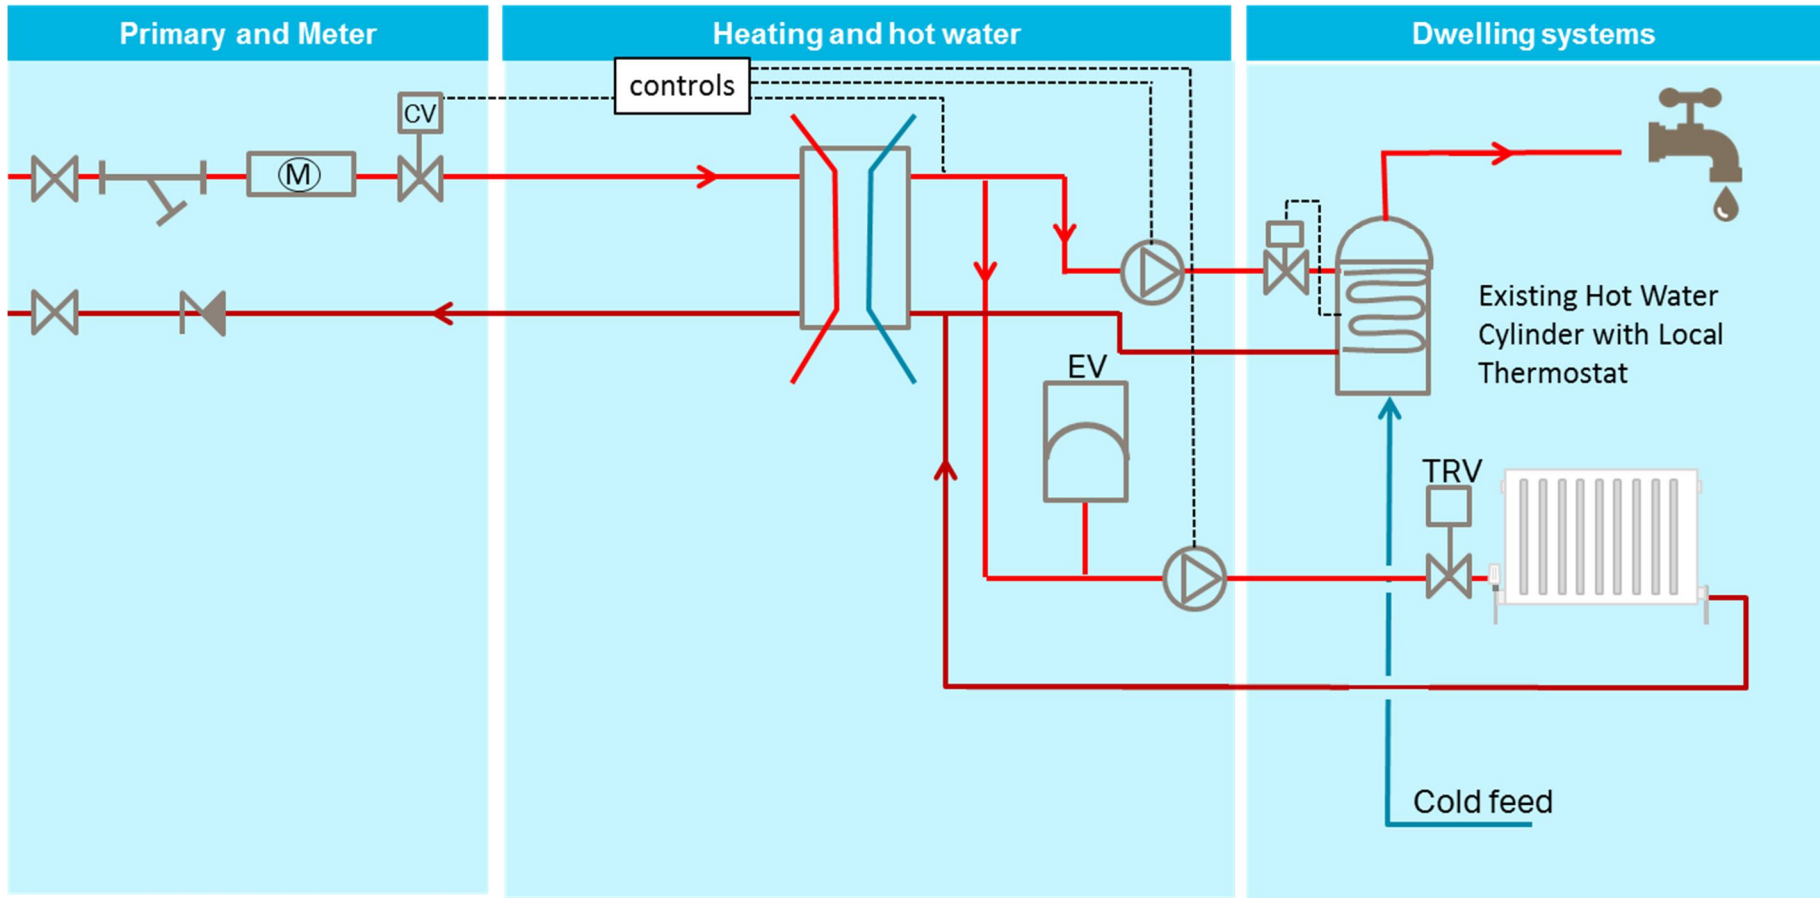 Primary and Meter
Heating and hot water
Dwelling systems
controls
CV
M
Existing Hot Water
Cylinder with Local
Thermostat
EV
TRV
Cold feed